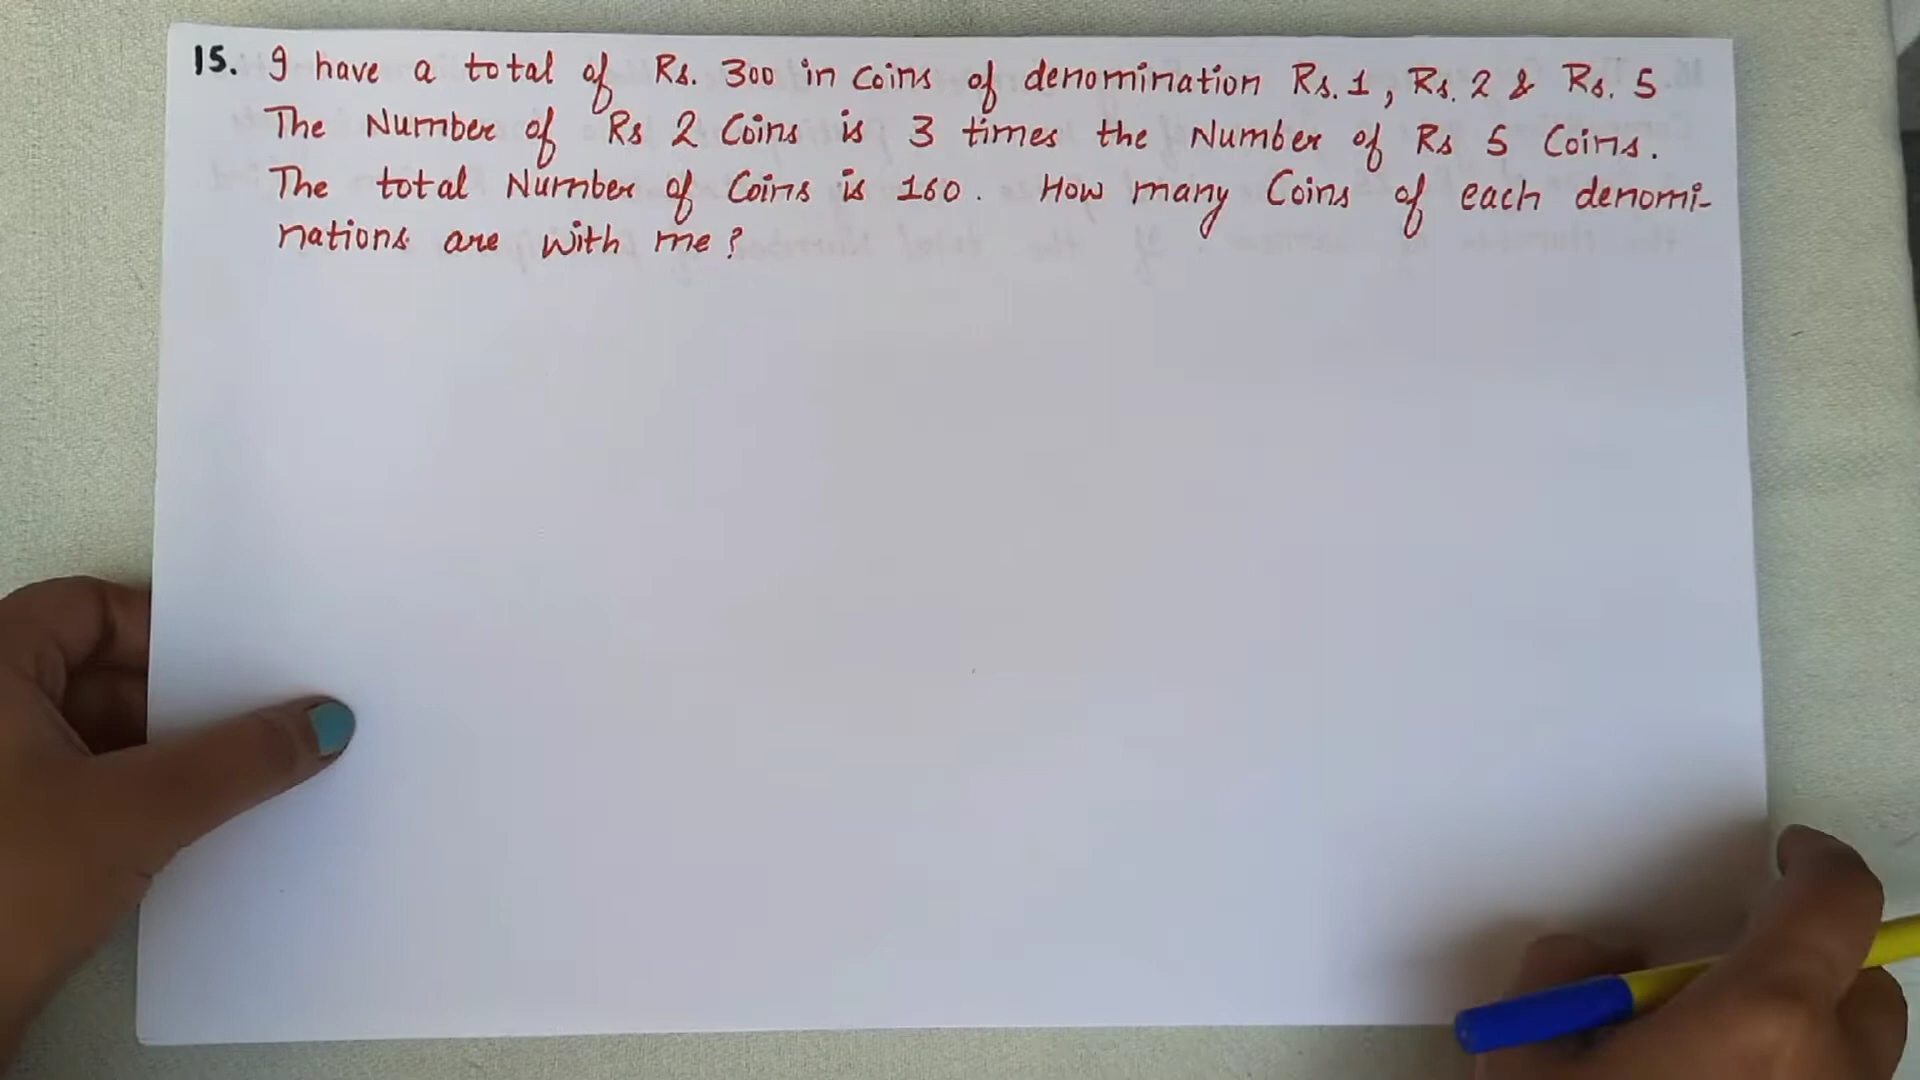 15. I have a total of Rs. 300 in coins of denomination Rs. 1, Rs. 2 & Rs. 5
The Number of Rs 2 Coins is 3 times the Number of Rs 5 Coins.
The total Number of Coins is 160. How many Coins of each denomi-
nations are with me?